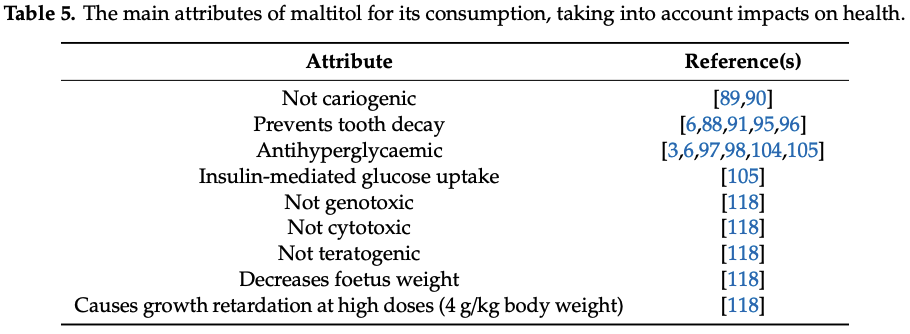 Table 5. The main attributes of maltitol for its consumption, taking into account impacts on health.
Attribute Reference(s)
Not cariogenic [89,90]
Prevents tooth decay [6,88,91,95,96]
Antihyperglycaemic [3,6,97,98,104,105]
Insulin-mediated glucose uptake [105]
Not genotoxic [118]
Not cytotoxic [118]
Not teratogenic [118]
Decreases foetus weight [118]
Causes growth retardation at high doses (4 g/kg body weight) [118]